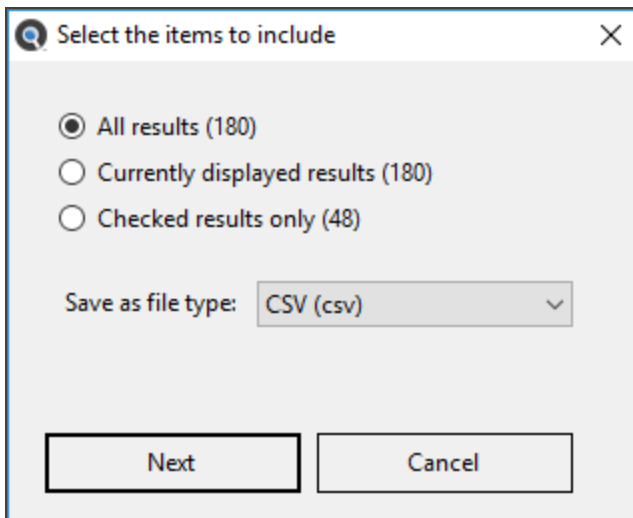 Select the items to include
All results (180)
Currently displayed results (180)
Checked results only (48)
Save as file type: CSV (csv)
Next Cancel